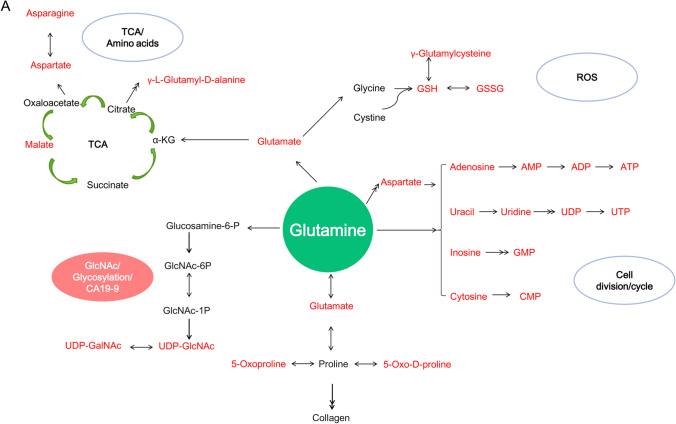 A
Asparagine
TCA/
Amino acids
Aspartate
γ-L-Glutamyl-D-alanine
Oxaloacetate
Citrate
Malate
TCA
α-KG
Succinate
Glutamate
γ-Glutamylcysteine
Glycine
GSH
GSSG
Cystine
ROS
Glutamine
Aspartate
Adenosine
AMP
ADP
ATP
Uracil
Uridine
UDP
UTP
Inosine
GMP
Cytosine
CMP
Cell
division/cycle
Glucosamine-6-P
GlcNAc/
Glycosylation/
CA19-9
GlcNAc-6P
GlcNAc-1P
UDP-GalNAc
UDP-GlcNAc
Glutamate
5-Oxoproline
Proline
5-Oxo-D-proline
Collagen